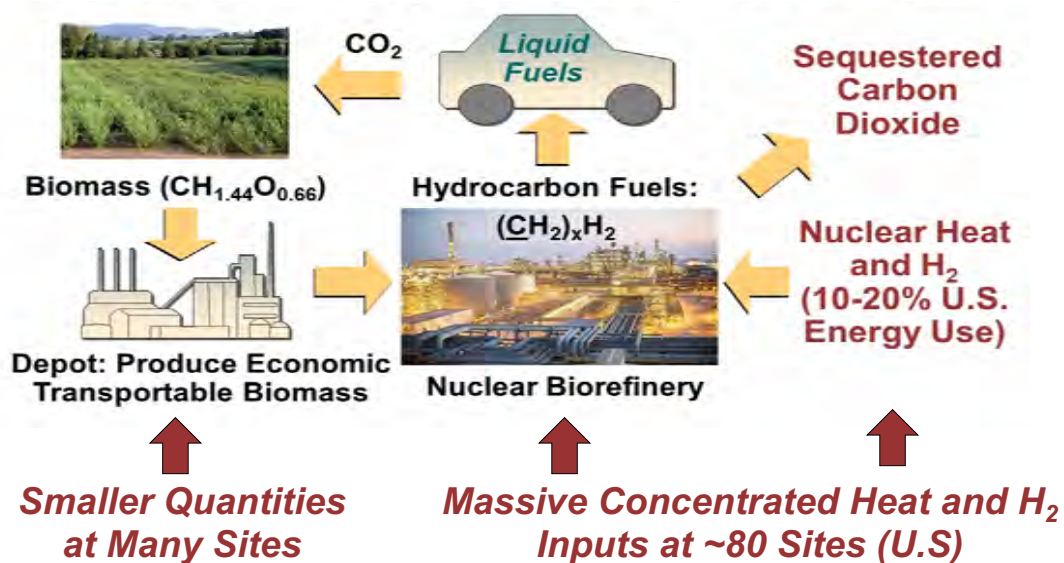 CO₂
Liquid
Fuels
Sequestered
Carbon
Dioxide
Biomass (CH₁.₄₄O₀.₆₆)
Hydrocarbon Fuels:
(CH₂)ₓH₂
Nuclear Heat
and H₂
(10-20% U.S.
Energy Use)
Depot: Produce Economic
Transportable Biomass
Nuclear Biorefinery
Smaller Quantities
at Many Sites
Massive Concentrated Heat and H₂
Inputs at ~80 Sites (U.S)